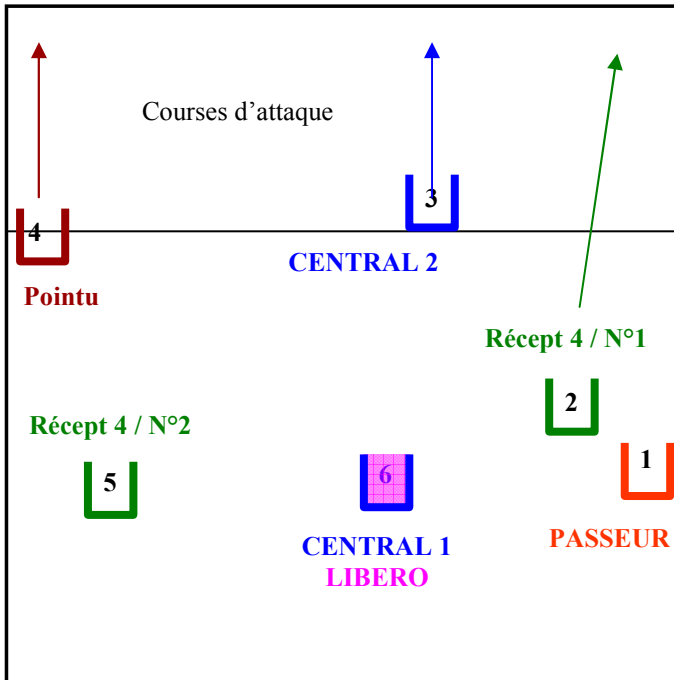 Courses d'attaque
3
4
CENTRAL 2
Pointu
Récept 4 / N°1
2
Récept 4 / N°2
1
5
6
CENTRAL 1
PASSEUR
LIBERO